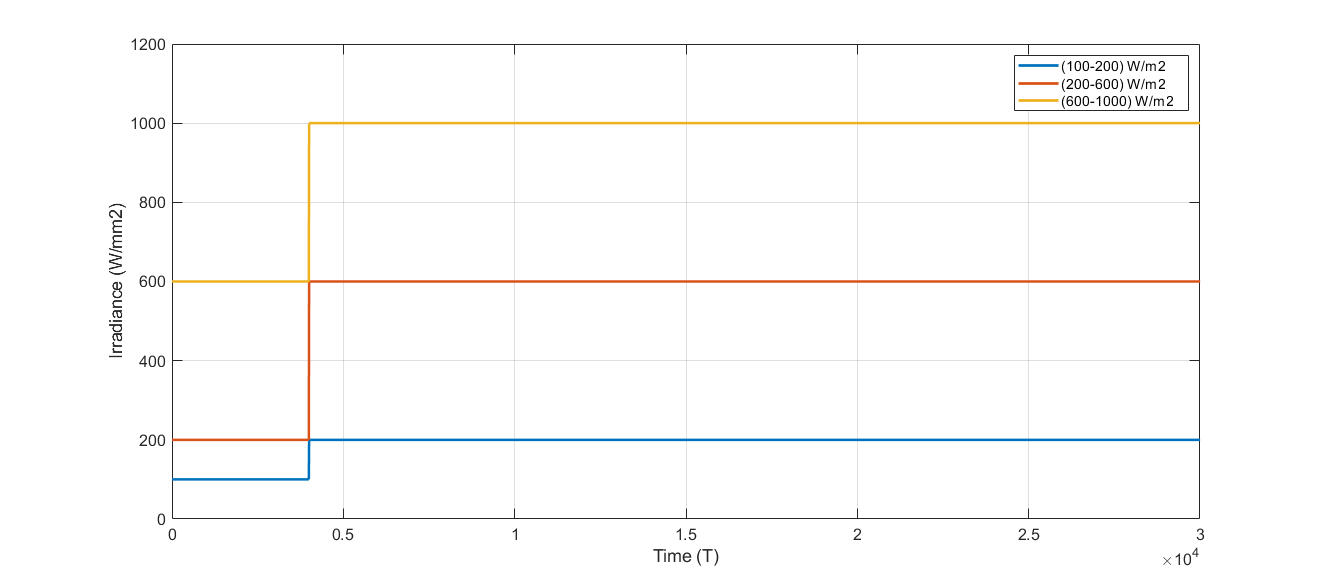 1200
1000
800
600
400
200
0
Irradiance (W/mm2)
(100-200) W/m2
(200-600) W/m2
(600-1000) W/m2
0 0.5 1 1.5 2 2.5 3
Time (T)
×10⁴